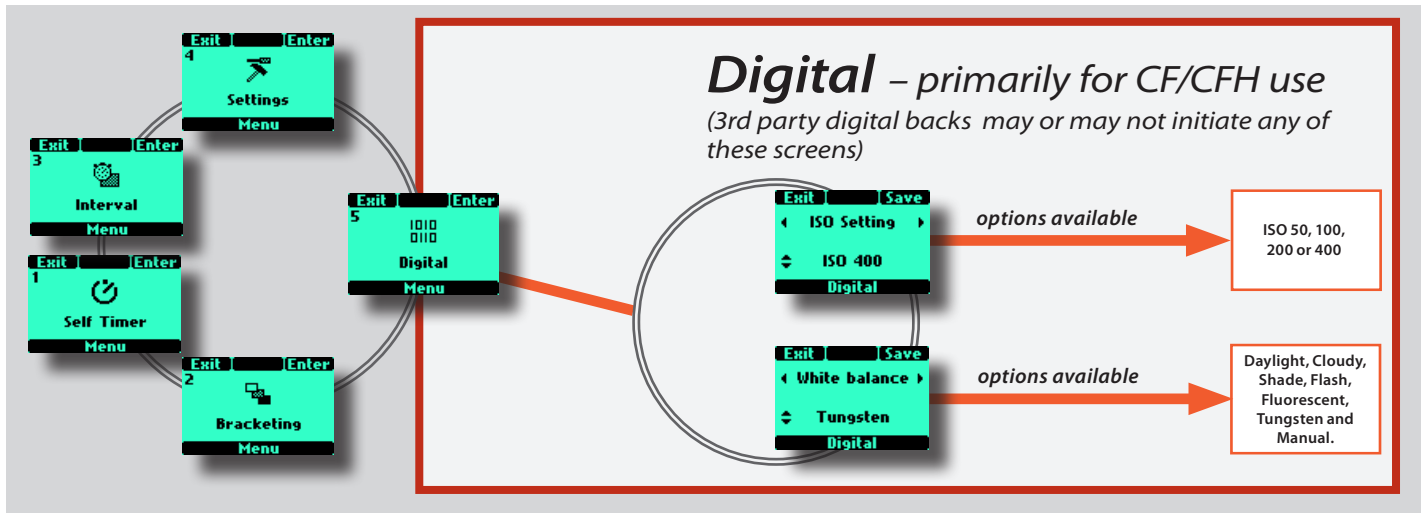 Exit Enter
4
Settings
Menu
Exit Enter
3
Interval
Menu
Exit Enter
1
Self Timer
Menu
Exit Enter
2
Bracketing
Menu
Exit Enter
5
1010
0110
Digital
Menu
Digital – primarily for CF/CFH use
(3rd party digital backs may or may not initiate any of
these screens)
Exit Save
ISO Setting
ISO 400
Digital
options available
ISO 50, 100,
200 or 400
Exit Save
White balance
Tungsten
Digital
options available
Daylight, Cloudy,
Shade, Flash,
Fluorescent,
Tungsten and
Manual.